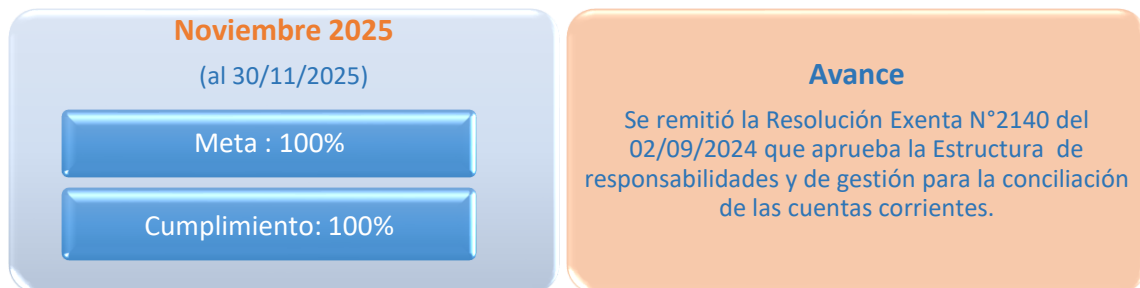 Noviembre 2025
(al 30/11/2025)
Meta : 100%
Cumplimiento: 100%
Avance
Se remitió la Resolución Exenta N°2140 del
02/09/2024 que aprueba la Estructura de
responsabilidades y de gestión para la conciliación
de las cuentas corrientes.